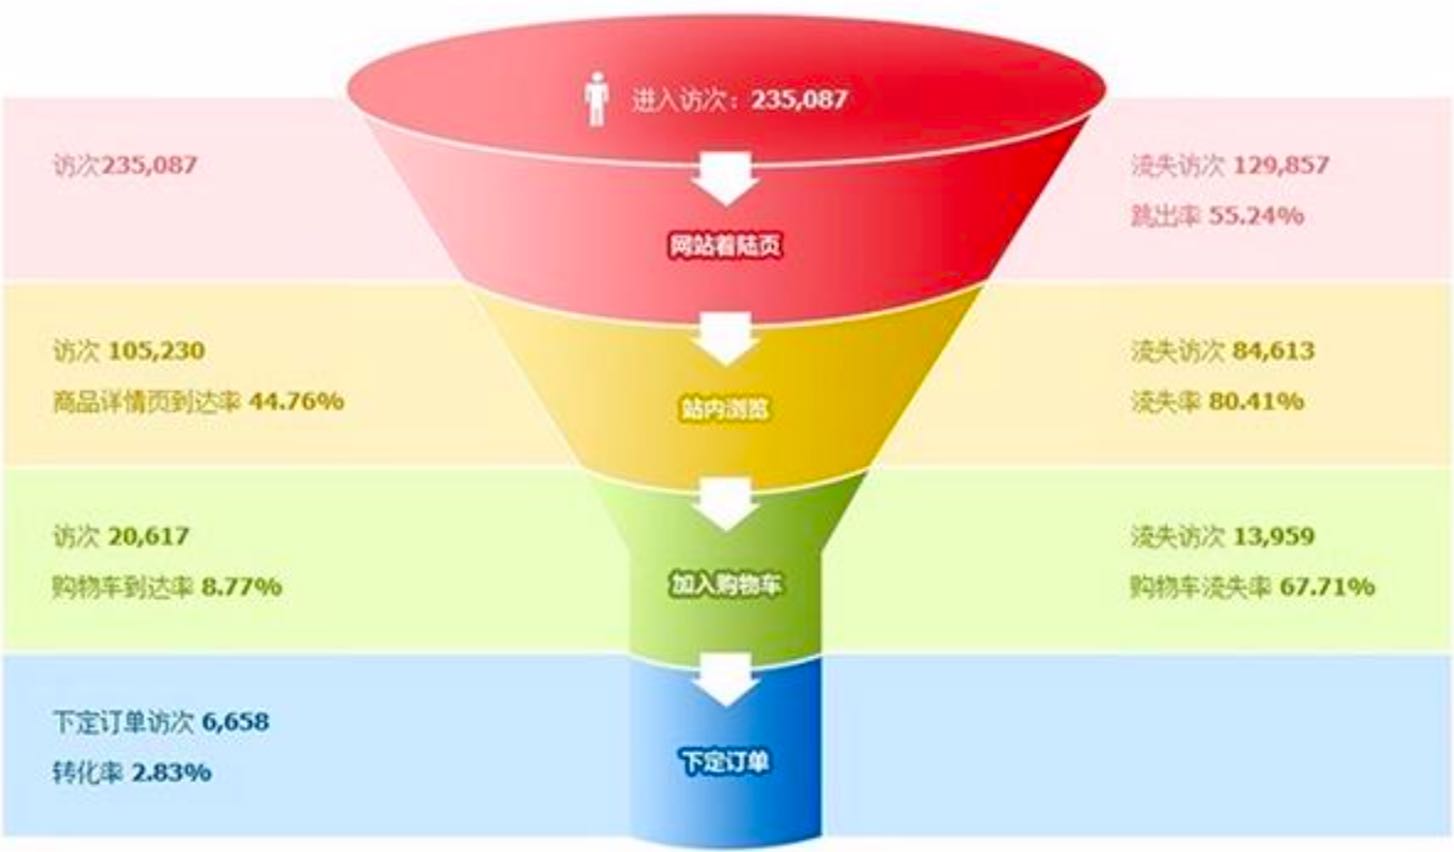 进入访次：235,087
访次235,087
流失访次 129,857
跳出率 55.24%
网站着陆页
访次 105,230
商品详情页到达率 44.76%
流失访次 84,613
流失率 80.41%
站内浏览
访次 20,617
购物车到达率 8.77%
流失访次 13,959
购物车流失率 67.71%
加入购物车
下定订单访次 6,658
转化率 2.83%
下定订单